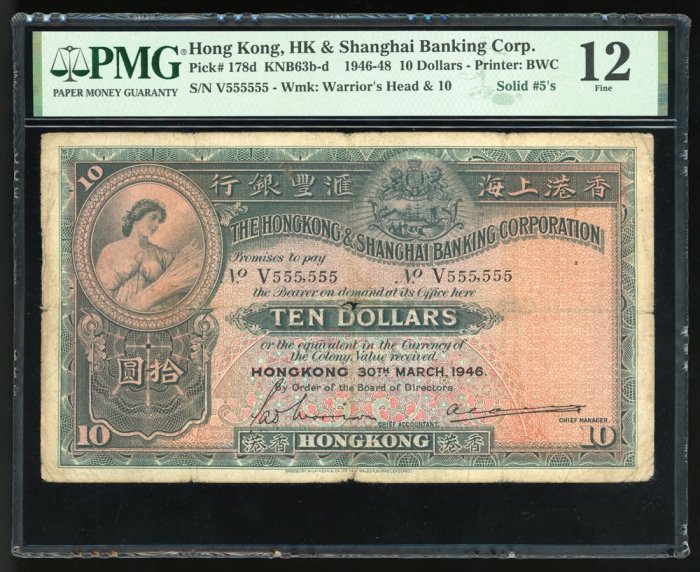 PMG®
PAPER MONEY GUARANTY
Hong Kong, HK & Shanghai Banking Corp.
Pick# 178d KNB63b-d 1946-48 10 Dollars - Printer: BWC
S/N V555555 - Wmk: Warrior's Head & 10 Solid #5's
12
Fine
10
行銀豐滙 海上港香
THE HONGKONG & SHANGHAI BANKING CORPORATION
Promises to pay
No V555,555 No V555,555
the Bearer on demand at its Office here
TEN DOLLARS
or the equivalent in the Currency of
the Colony, Value received.
圓拾
HONGKONG 30TH MARCH, 1946.
By Order of the Board of Directors
CHIEF ACCOUNTANT.
CHIEF MANAGER.
10 港香 HONGKONG 港香 10